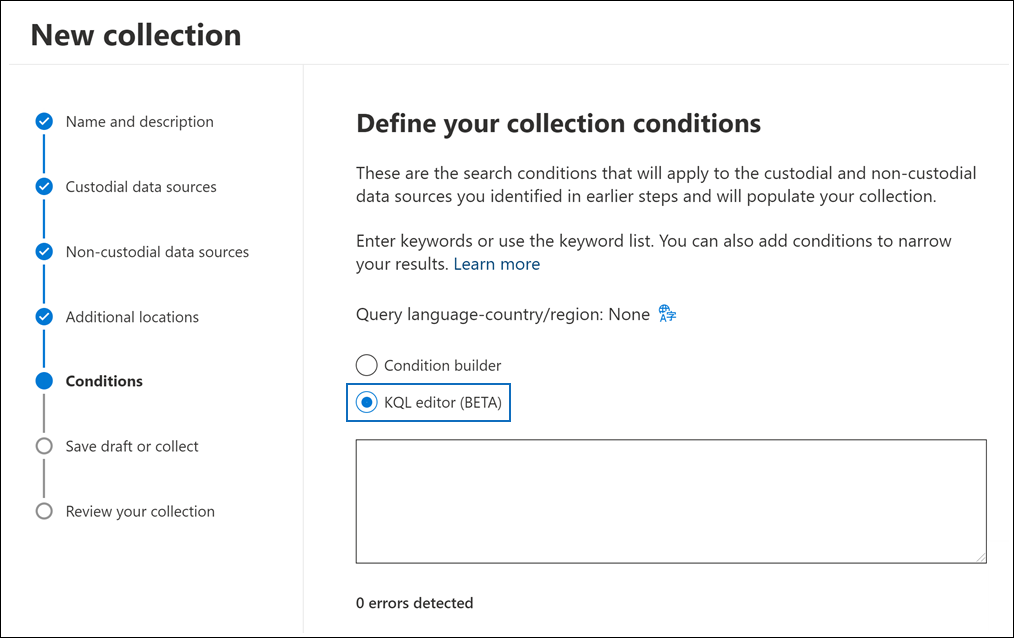 New collection
Name and description
Custodial data sources
Non-custodial data sources
Additional locations
Conditions
Save draft or collect
Review your collection
Define your collection conditions
These are the search conditions that will apply to the custodial and non-custodial
data sources you identified in earlier steps and will populate your collection.
Enter keywords or use the keyword list. You can also add conditions to narrow
your results. Learn more
Query language-country/region: None
Condition builder
KQL editor (BETA)
0 errors detected